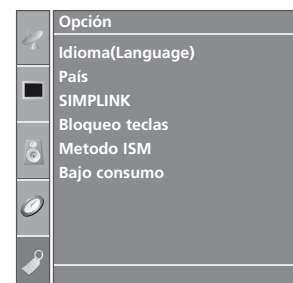 Opción
Idioma(Language)
País
SIMPLINK
Bloqueo teclas
Metodo ISM
Bajo consumo